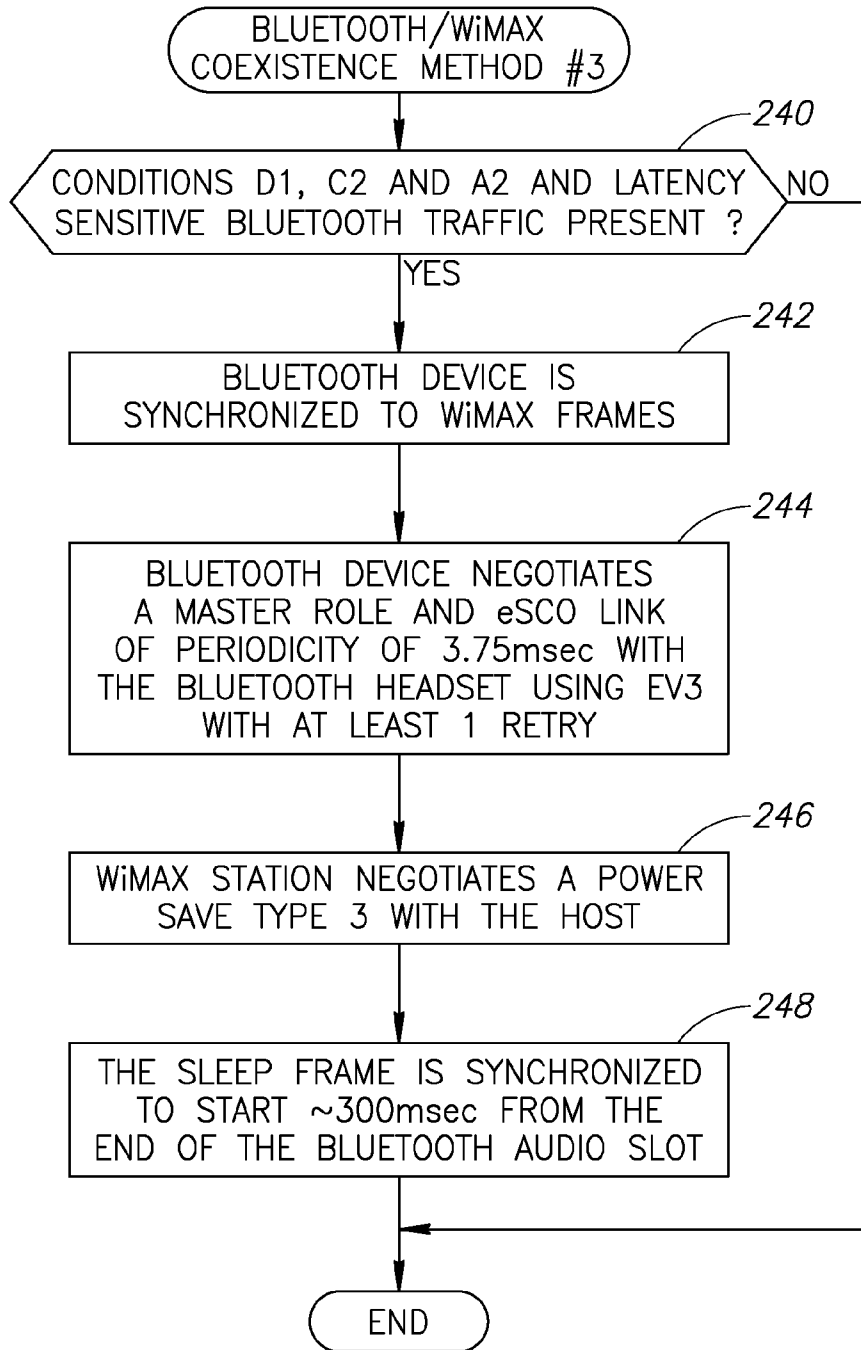 BLUETOOTH/WiMAX
COEXISTENCE METHOD #3
240
CONDITIONS D1, C2 AND A2 AND LATENCY
SENSITIVE BLUETOOTH TRAFFIC PRESENT ?
NO
YES
242
BLUETOOTH DEVICE IS
SYNCHRONIZED TO WiMAX FRAMES
244
BLUETOOTH DEVICE NEGOTIATES
A MASTER ROLE AND eSCO LINK
OF PERIODICITY OF 3.75msec WITH
THE BLUETOOTH HEADSET USING EV3
WITH AT LEAST 1 RETRY
246
WiMAX STATION NEGOTIATES A POWER
SAVE TYPE 3 WITH THE HOST
248
THE SLEEP FRAME IS SYNCHRONIZED
TO START ~300msec FROM THE
END OF THE BLUETOOTH AUDIO SLOT
END